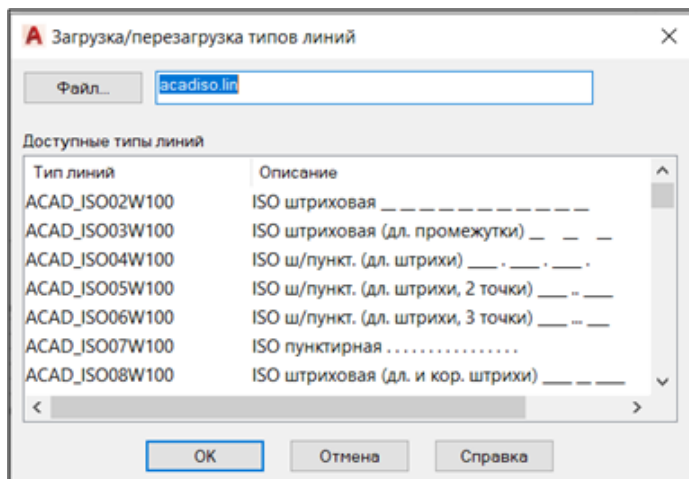 A Загрузка/перезагрузка типов линий
Файл... acadiso.lin
Доступные типы линий
Тип линий Описание
ACAD_ISO02W100 ISO штриховая __ __ __ __ __ __ __ __ __ __ __
ACAD_ISO03W100 ISO штриховая (дл. промежутки) __ __ __
ACAD_ISO04W100 ISO ш/пункт. (дл. штрихи) ___ . ___ . ___ .
ACAD_ISO05W100 ISO ш/пункт. (дл. штрихи, 2 точки) ___ .. ___
ACAD_ISO06W100 ISO ш/пункт. (дл. штрихи, 3 точки) ___ ... ___
ACAD_ISO07W100 ISO пунктирная . . . . . . . . . . . . . . . .
ACAD_ISO08W100 ISO штриховая (дл. и кор. штрихи) ___ __ ___
ОК Отмена Справка